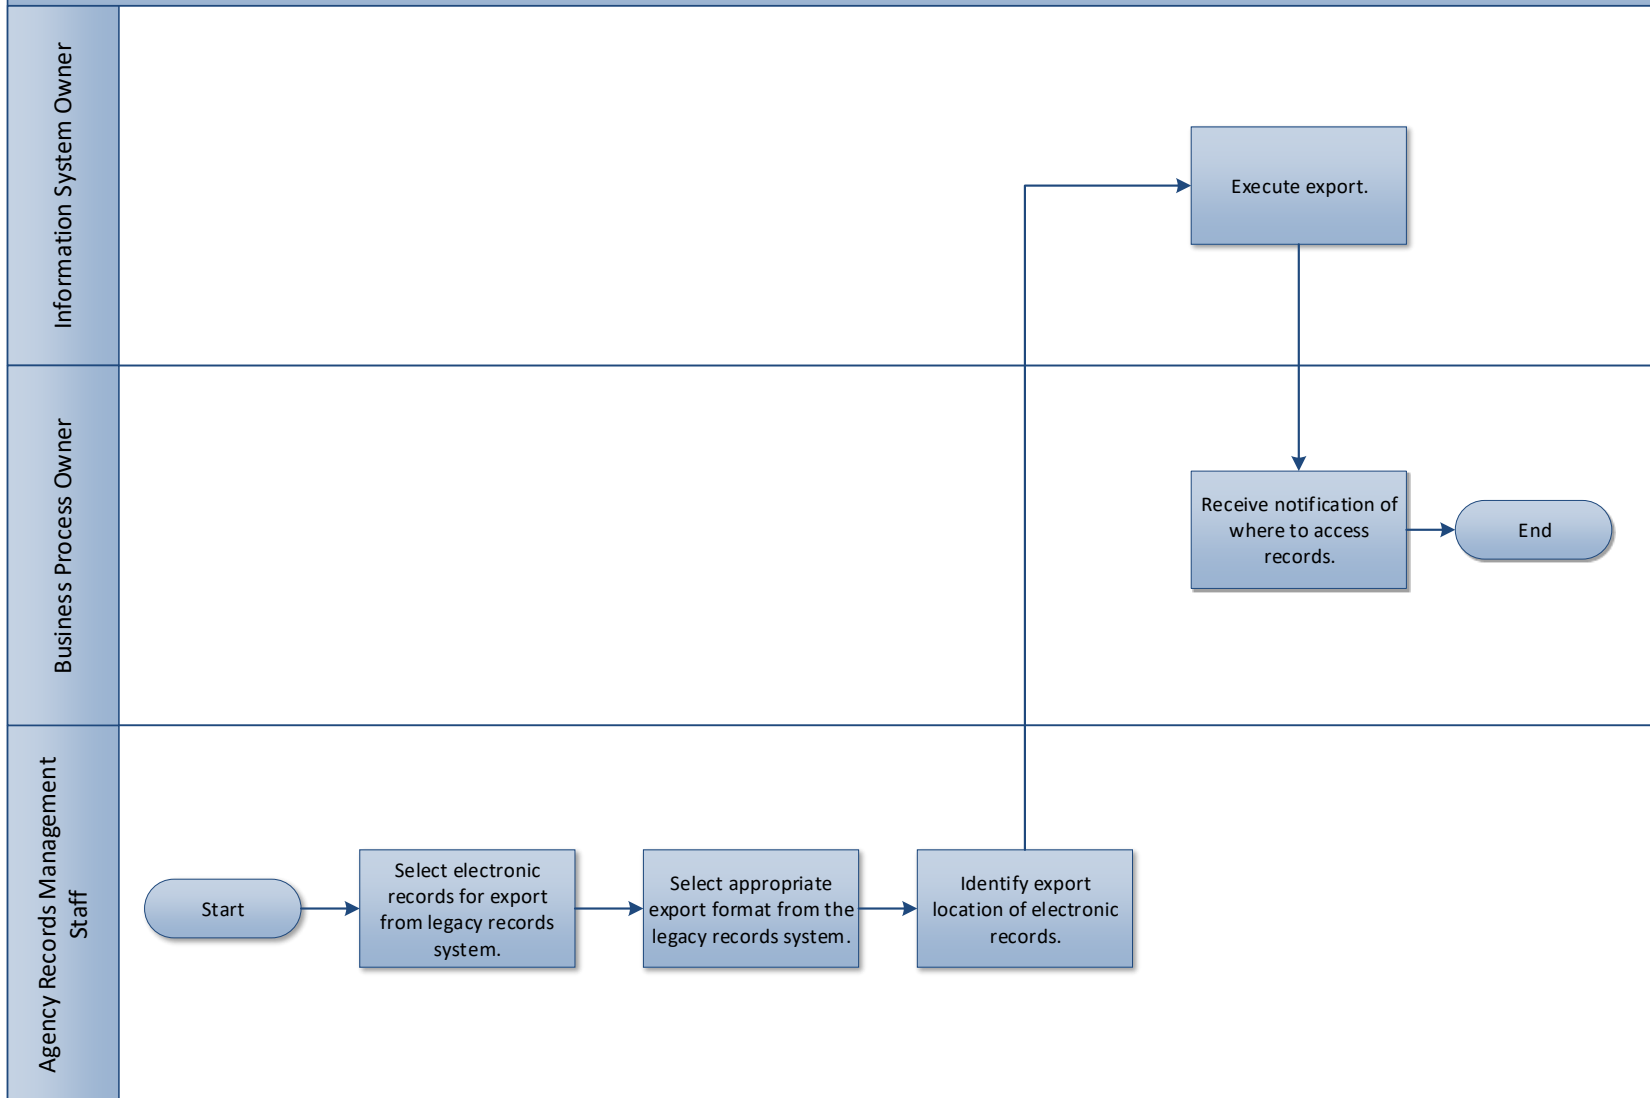 Information System Owner
Execute export.
Business Process Owner
Receive notification of
where to access
records.
End
Agency Records Management
Staff
Start
Select electronic
records for export
from legacy records
system.
Select appropriate
export format from the
legacy records system.
Identify export
location of electronic
records.